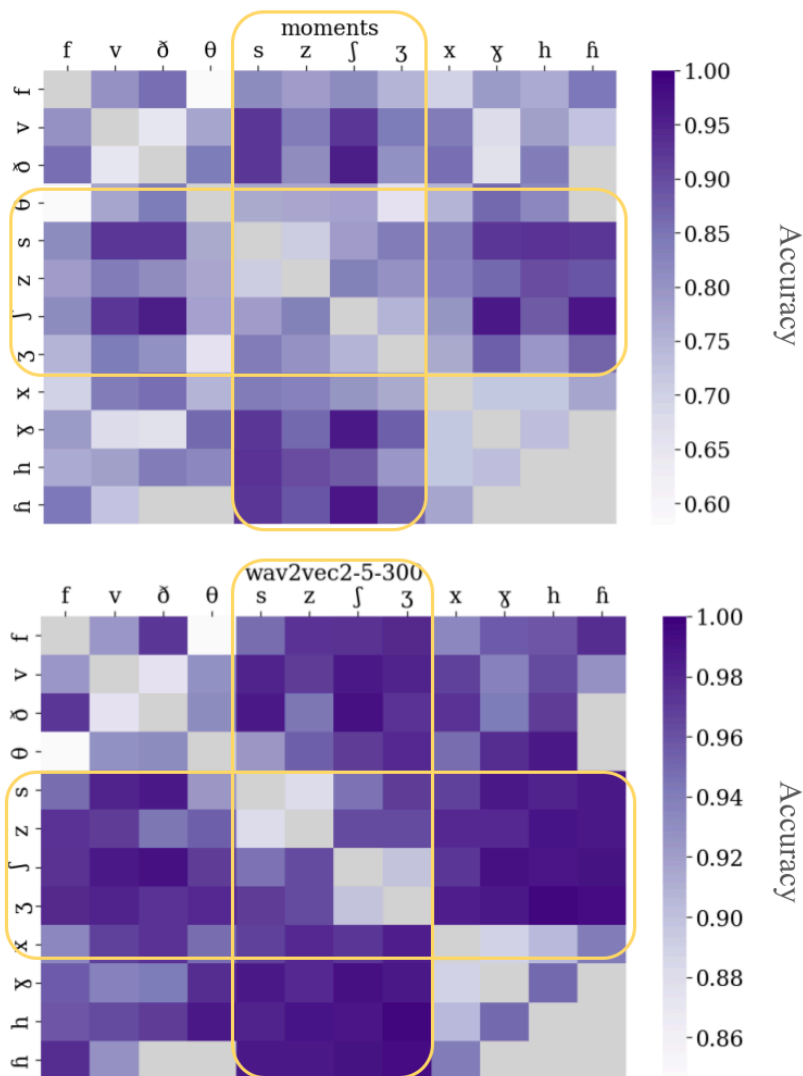 moments
f v ð θ s z ʃ ʒ x ɣ h ɦ
f
v
ð
θ
s
z
ʃ
ʒ
x
ɣ
h
ɦ
1.00
0.95
0.90
0.85
0.80
0.75
0.70
0.65
0.60
Accuracy
wav2vec2-5-300
f v ð θ s z ʃ ʒ x ɣ h ɦ
f
v
ð
θ
s
z
ʃ
ʒ
x
ɣ
h
ɦ
1.00
0.98
0.96
0.94
0.92
0.90
0.88
0.86
Accuracy